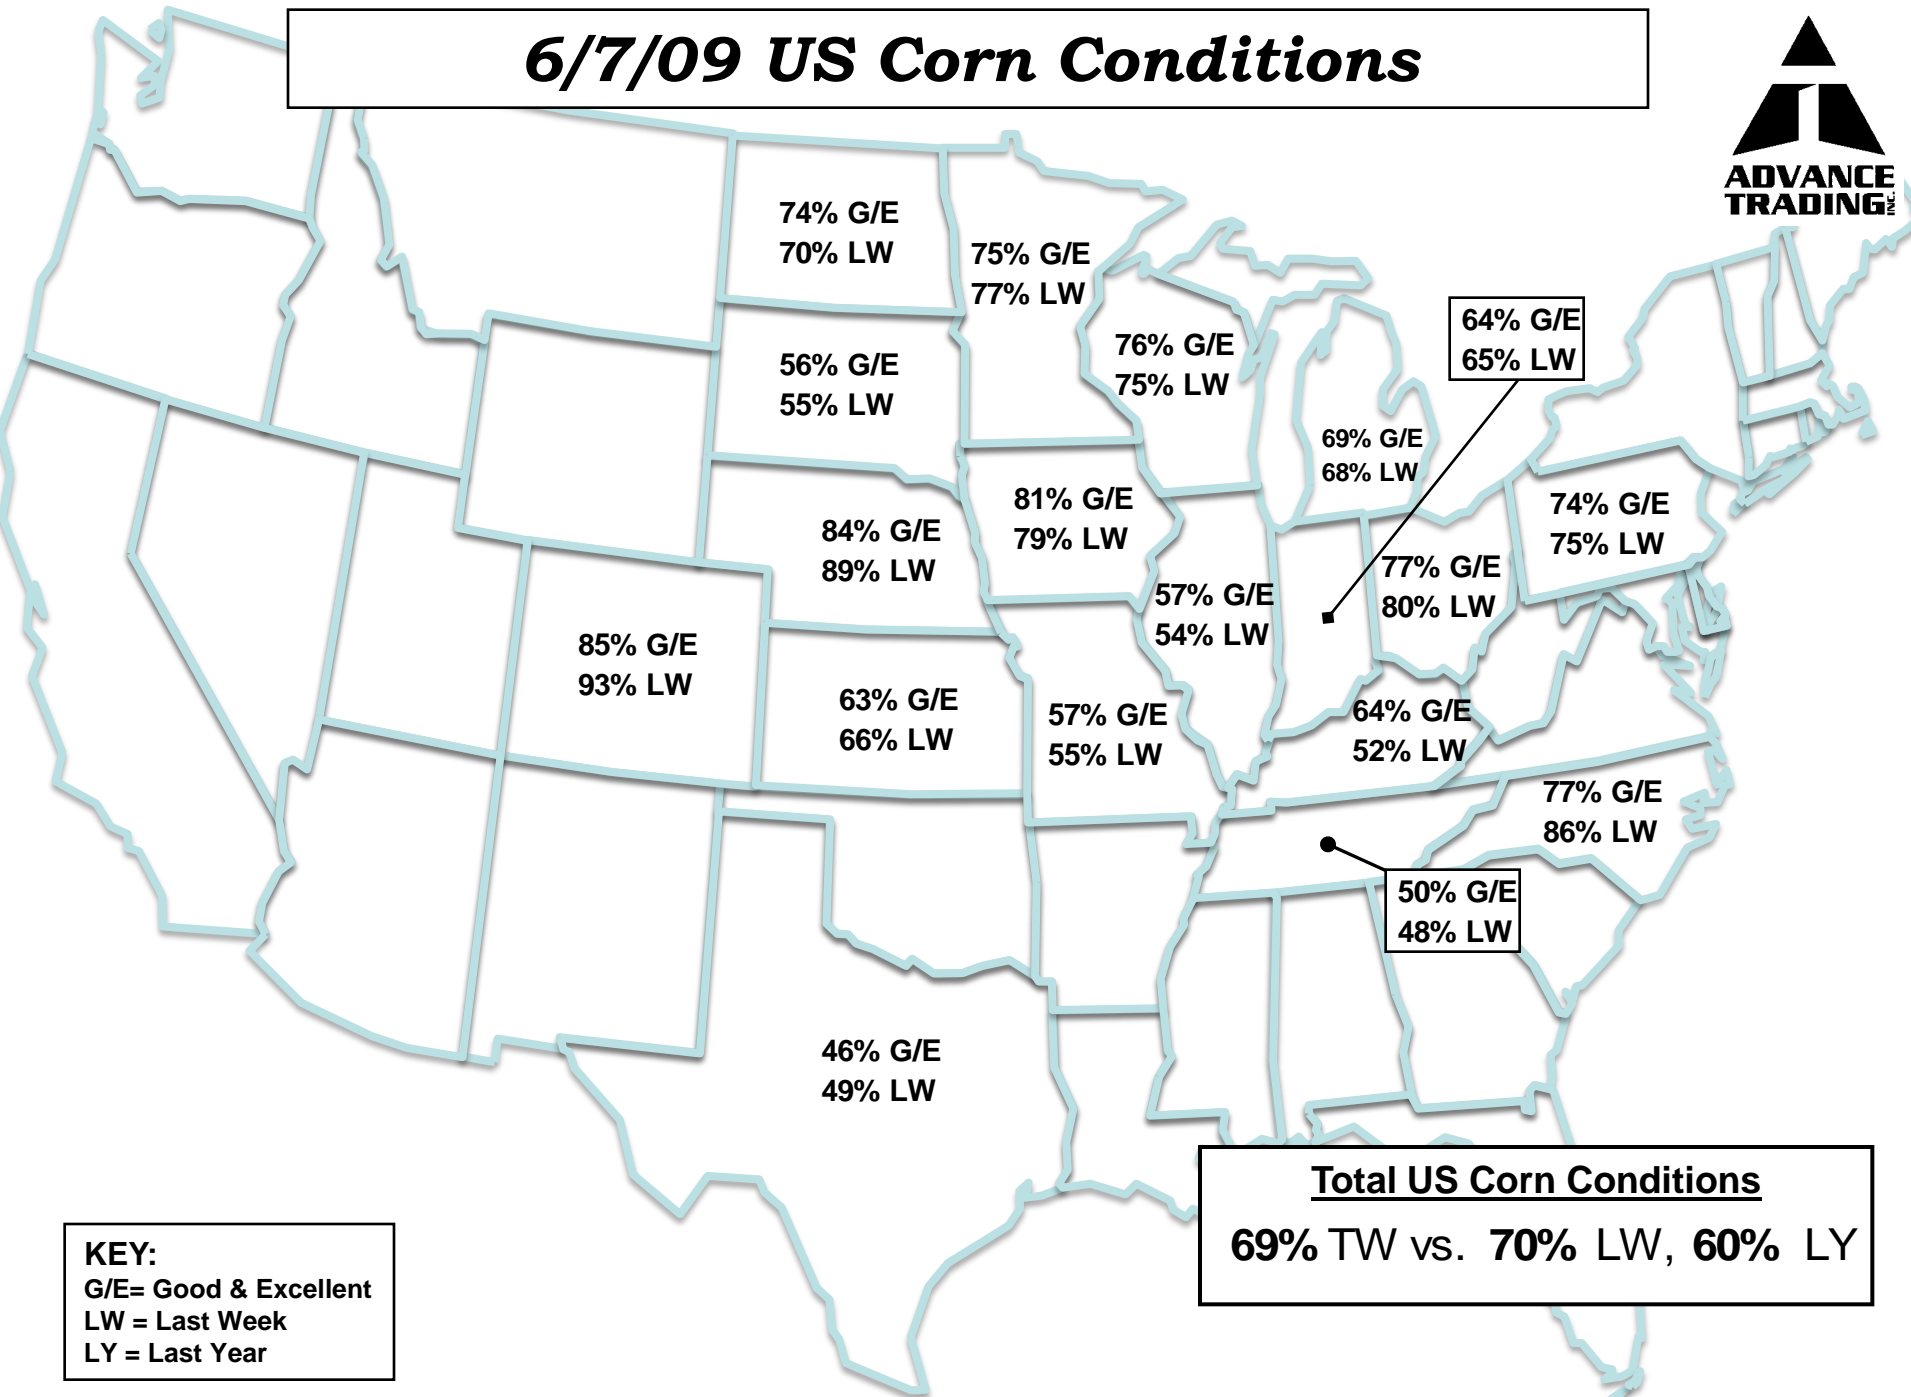 6/7/09 US Corn Conditions
ADVANCE
TRADING INC.
74% G/E
70% LW
75% G/E
77% LW
64% G/E
65% LW
76% G/E
75% LW
56% G/E
55% LW
69% G/E
68% LW
81% G/E
79% LW
74% G/E
75% LW
84% G/E
89% LW
77% G/E
80% LW
57% G/E
54% LW
85% G/E
93% LW
63% G/E
66% LW
57% G/E
55% LW
64% G/E
52% LW
77% G/E
86% LW
50% G/E
48% LW
46% G/E
49% LW
Total US Corn Conditions
69% TW vs. 70% LW, 60% LY
KEY:
G/E= Good & Excellent
LW = Last Week
LY = Last Year